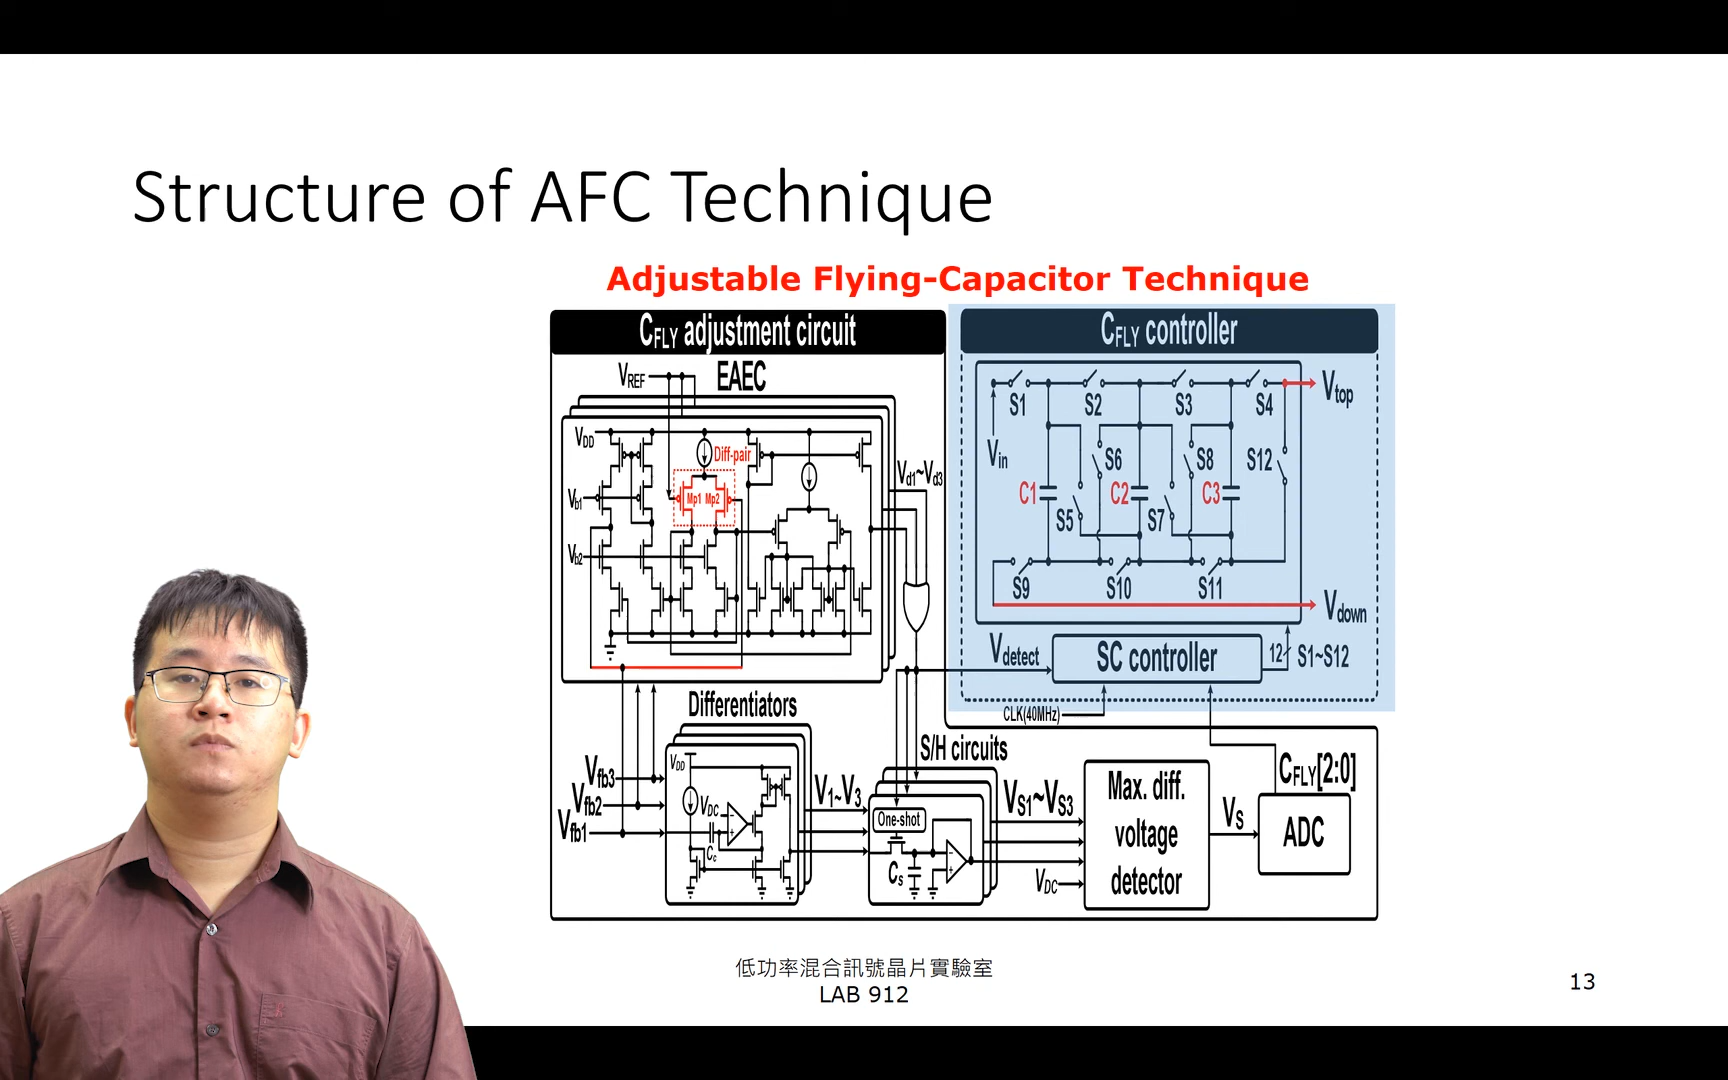 Structure of AFC Technique
Adjustable Flying-Capacitor Technique
CFLY adjustment circuit
CFLY controller
VREF
EAEC
VDD
Diff-pair
Mp1 Mp2
Vb1
Vb2
Vd1~Vd3
S1
S2
S3
S4
Vtop
Vin
S6
S8
S12
C1
C2
C3
S5
S7
S9
S10
S11
Vdown
Vdetect
SC controller
12
S1~S12
CLK(40MHz)
Differentiators
S/H circuits
CFLY[2:0]
VDD
VDC
Cc
Vfb3
Vfb2
Vfb1
V1~V3
One-shot
Cs
VS1~VS3
VDC
Max. diff.
voltage
detector
VS
ADC
低功率混合訊號晶片實驗室
LAB 912
13